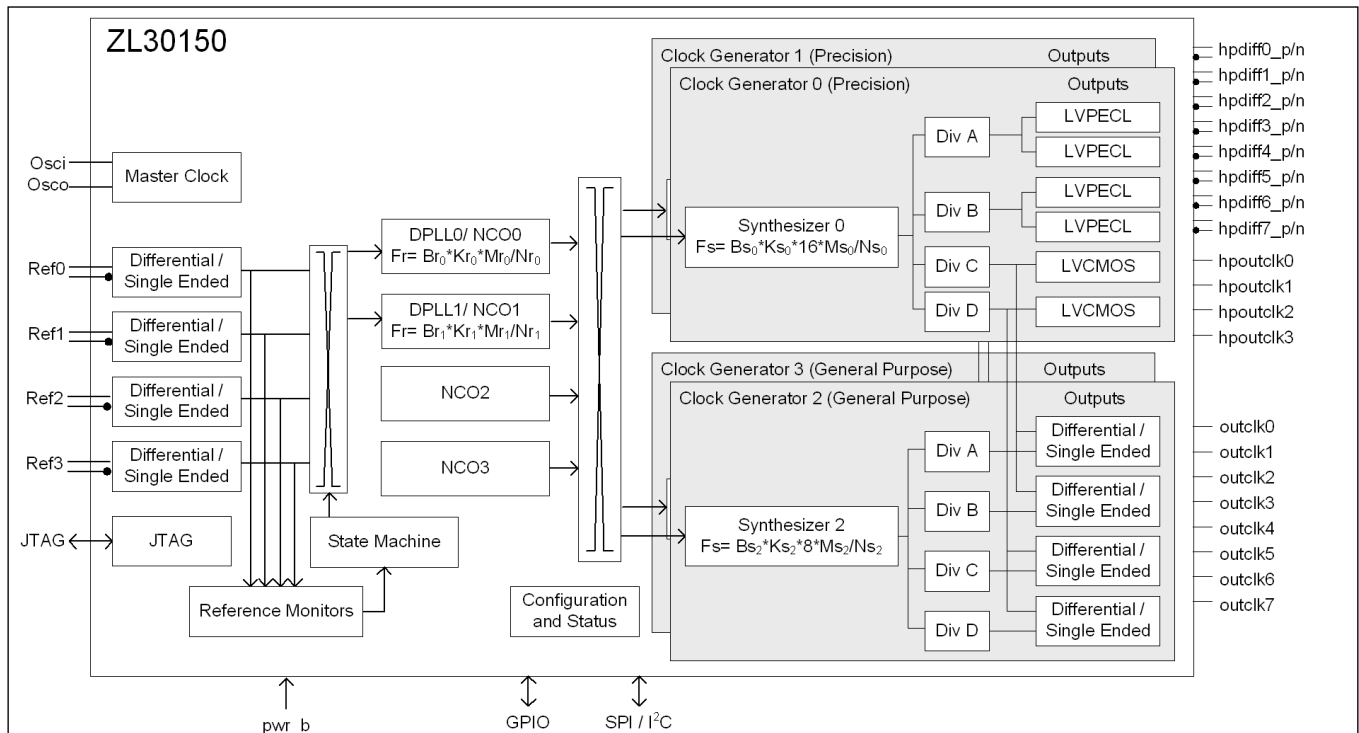 ZL30150
Osci
Osco
Master Clock
Ref0
Differential /
Single Ended
Ref1
Differential /
Single Ended
Ref2
Differential /
Single Ended
Ref3
Differential /
Single Ended
JTAG
JTAG
State Machine
Reference Monitors
DPLL0/ NCO0
Fr= Br₀*Kr₀*Mr₀/Nr₀
DPLL1/ NCO1
Fr= Br₁*Kr₁*Mr₁/Nr₁
NCO2
NCO3
Configuration
and Status
Clock Generator 1 (Precision) Outputs
Clock Generator 0 (Precision) Outputs
Synthesizer 0
Fs= Bs₀*Ks₀*16*Ms₀/Ns₀
Div A
Div B
Div C
Div D
LVPECL
LVPECL
LVPECL
LVPECL
LVCMOS
LVCMOS
Clock Generator 3 (General Purpose) Outputs
Clock Generator 2 (General Purpose) Outputs
Synthesizer 2
Fs= Bs₂*Ks₂*8*Ms₂/Ns₂
Div A
Div B
Div C
Div D
Differential /
Single Ended
Differential /
Single Ended
Differential /
Single Ended
Differential /
Single Ended
hpdiff0_p/n
hpdiff1_p/n
hpdiff2_p/n
hpdiff3_p/n
hpdiff4_p/n
hpdiff5_p/n
hpdiff6_p/n
hpdiff7_p/n
hpoutclk0
hpoutclk1
hpoutclk2
hpoutclk3
outclk0
outclk1
outclk2
outclk3
outclk4
outclk5
outclk6
outclk7
pwr_b
GPIO
SPI / I²C